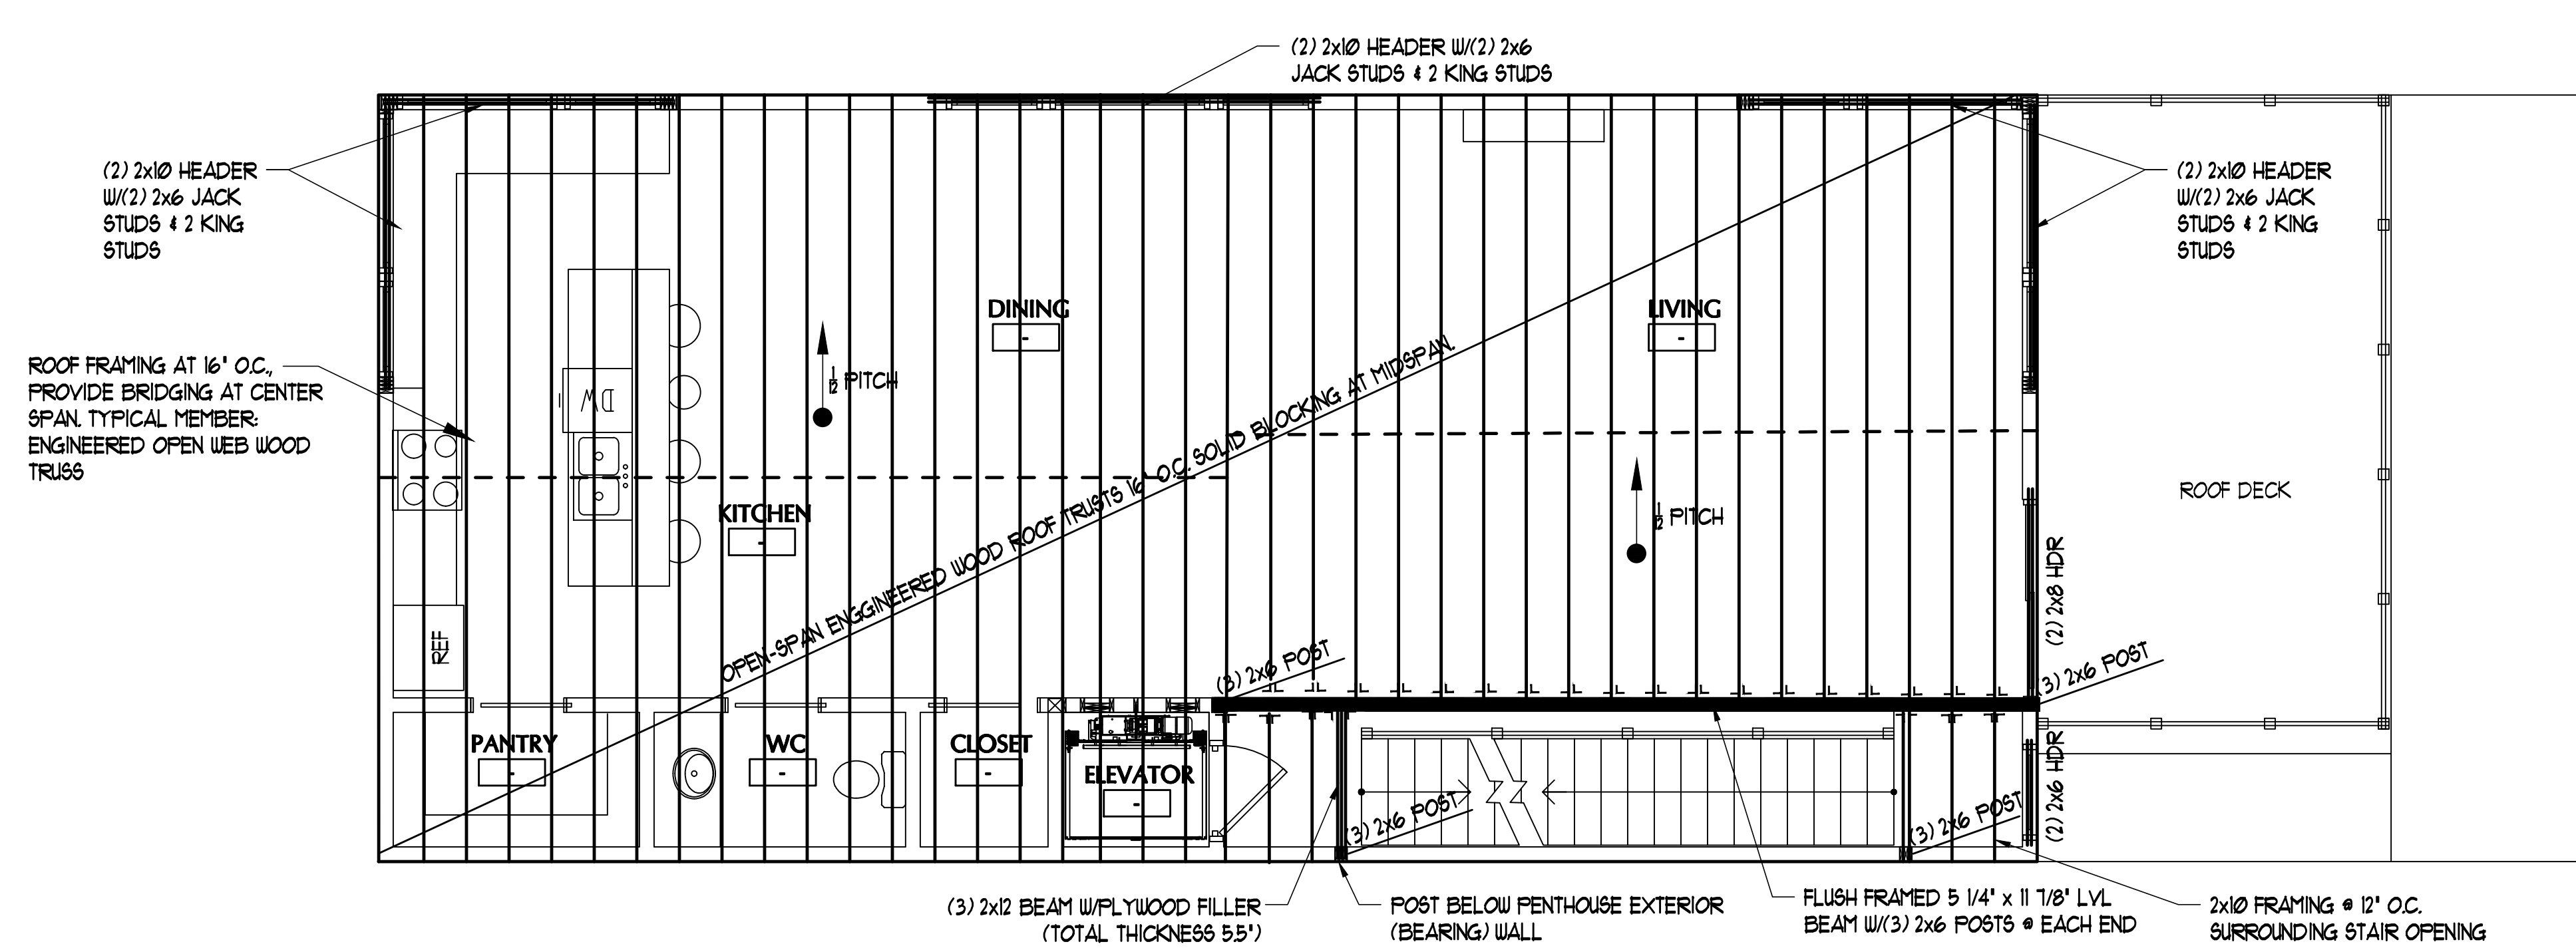 (2) 2x10 HEADER W/(2) 2x6
JACK STUDS & 2 KING STUDS
(2) 2x10 HEADER
W/(2) 2x6 JACK
STUDS & 2 KING
STUDS
(2) 2x10 HEADER
W/(2) 2x6 JACK
STUDS & 2 KING
STUDS
DINING
LIVING
ROOF FRAMING AT 16" O.C.,
PROVIDE BRIDGING AT CENTER
SPAN. TYPICAL MEMBER:
ENGINEERED OPEN WEB WOOD
TRUSS
1/2 PITCH
DW
OPEN-SPAN ENGGINEERED WOOD ROOF TRUSTS 16" O.C. SOLID BLOCKING AT MIDSPAN.
KITCHEN
1/2 PITCH
ROOF DECK
(2) 2x8 HDR
REF
(3) 2x6 POST
(3) 2x6 POST
PANTRY
WC
CLOSET
ELEVATOR
(2) 2x6 HDR
(3) 2x6 POST
(3) 2x6 POST
(3) 2x12 BEAM W/PLYWOOD FILLER
(TOTAL THICKNESS 5.5")
POST BELOW PENTHOUSE EXTERIOR
(BEARING) WALL
FLUSH FRAMED 5 1/4" x 11 7/8" LVL
BEAM W/(3) 2x6 POSTS @ EACH END
2x10 FRAMING @ 12" O.C.
SURROUNDING STAIR OPENING